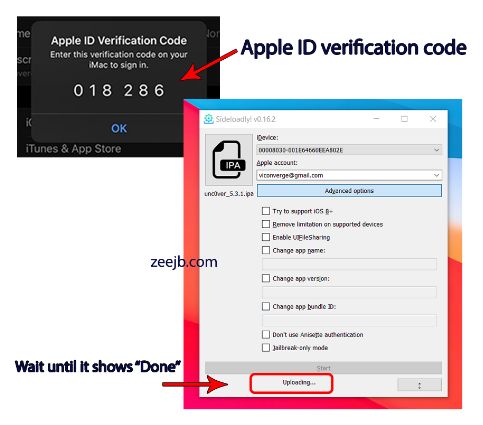 Apple ID Verification Code
Enter this verification code on your
iMac to sign in.
018 286
OK
iTunes & App Store
Apple ID verification code
Sideloadly! v0.16.2
iDevice:
00008030-001E64660EEA802E
Apple account:
viconverge@gmail.com
Advanced options
IPA
unc0ver_5.3.1.ipa
Try to support iOS 8+
Remove limitation on supported devices
Enable UIFileSharing
Change app name:
Change app version:
Change app bundle ID:
Don't use Anisette authentication
Jailbreak-only mode
Start
Uploading...
zeejb.com
Wait until it shows "Done"